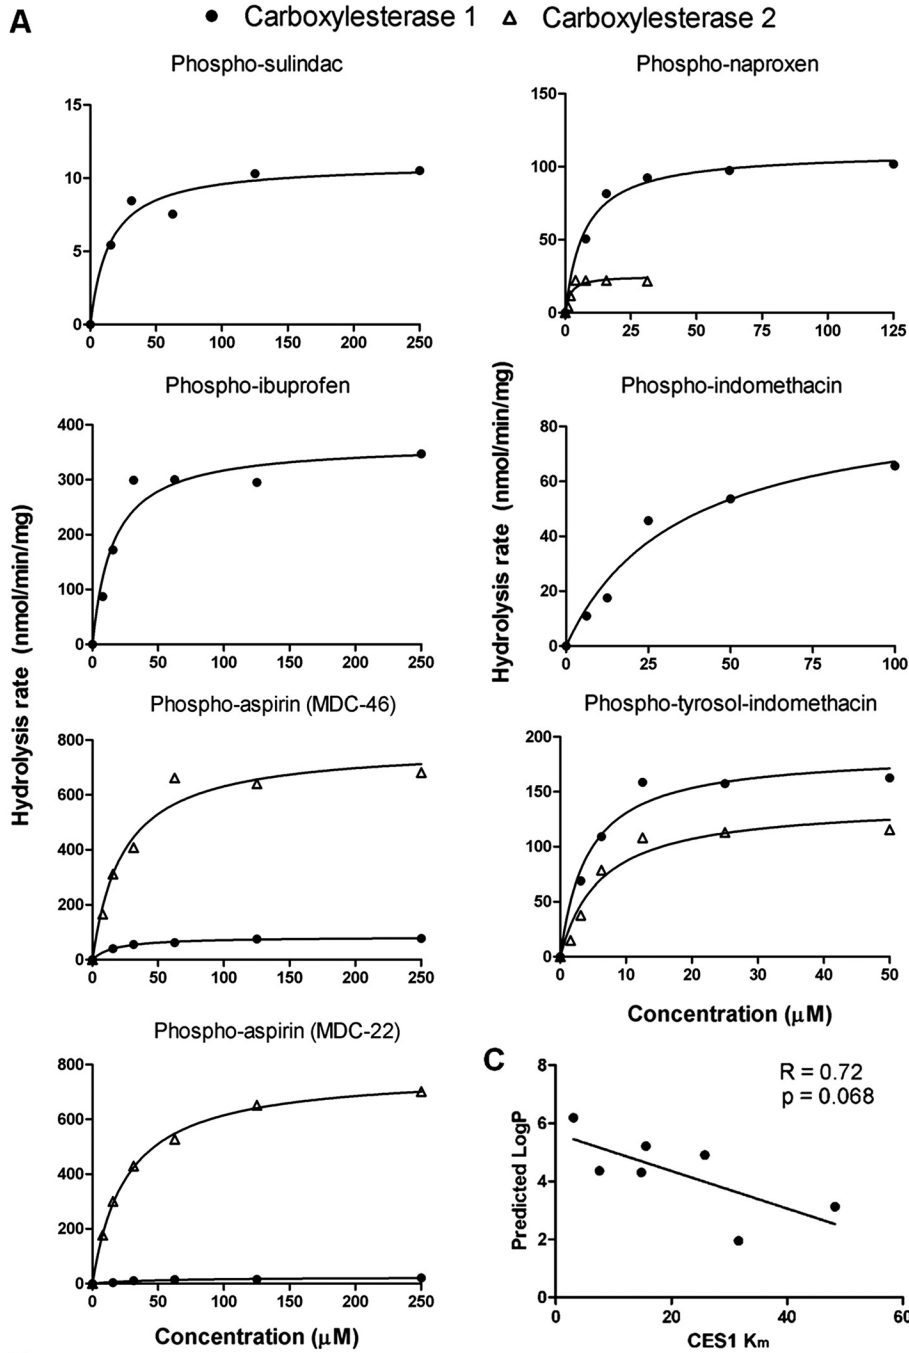 A
Carboxylesterase 1
Carboxylesterase 2
Phospho-sulindac
15
10
5
0
0 50 100 150 200 250
Phospho-naproxen
150
100
50
0
0 25 50 75 100 125
Phospho-ibuprofen
400
300
200
100
0
0 50 100 150 200 250
Phospho-indomethacin
80
60
40
20
0
0 25 50 75 100
Hydrolysis rate (nmol/min/mg)
Hydrolysis rate (nmol/min/mg)
Phospho-aspirin (MDC-46)
800
600
400
200
0
0 50 100 150 200 250
Phospho-tyrosol-indomethacin
200
150
100
50
0
0 10 20 30 40 50
Concentration (μM)
Phospho-aspirin (MDC-22)
800
600
400
200
0
0 50 100 150 200 250
Concentration (μM)
C
R = 0.72
p = 0.068
Predicted LogP
8
6
4
2
0
0 20 40 60
CES1 Km